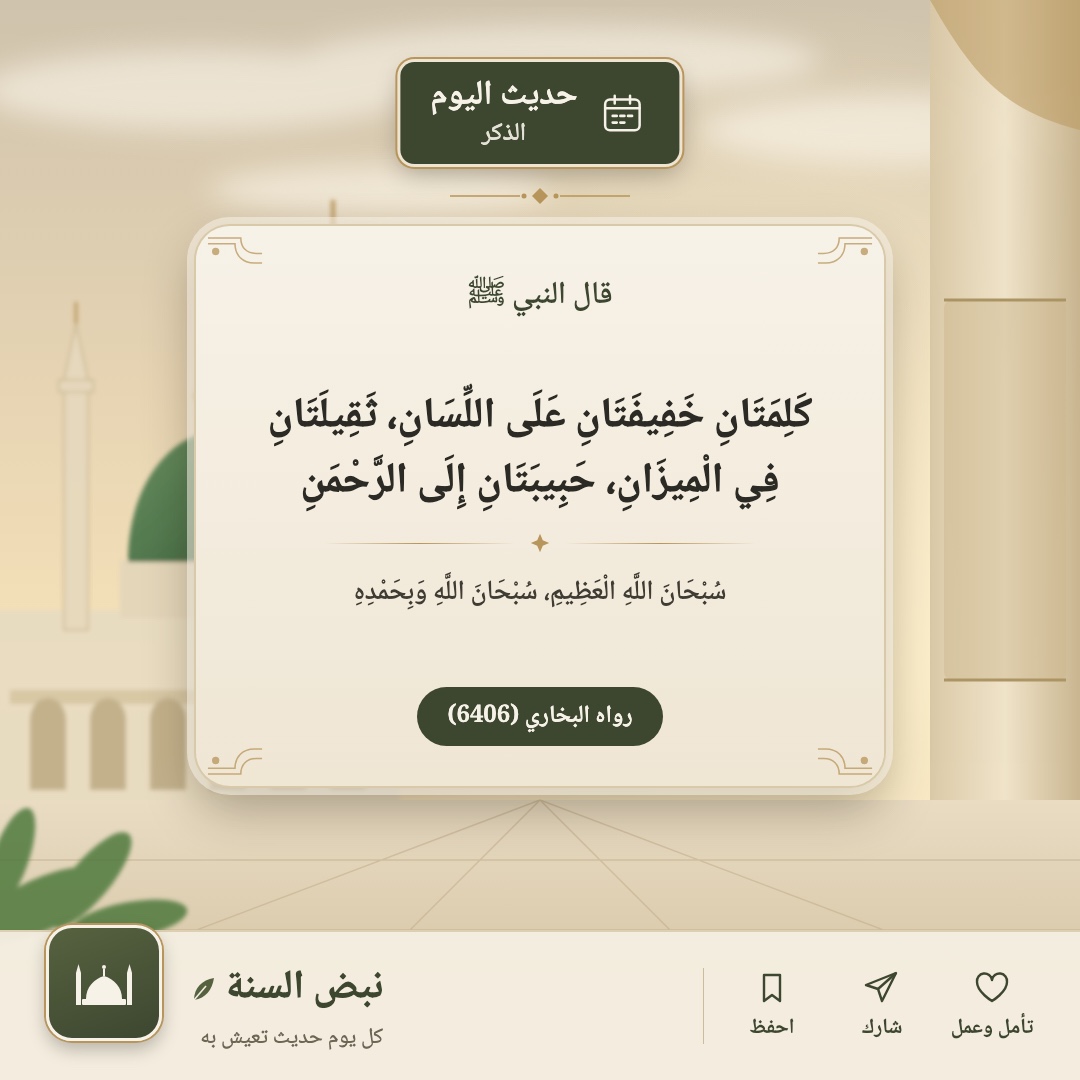 حديث اليوم
الذكر
قال النبي ﷺ
كَلِمَتَانِ خَفِيفَتَانِ عَلَى اللِّسَانِ، ثَقِيلَتَانِ
فِي الْمِيزَانِ، حَبِيبَتَانِ إِلَى الرَّحْمَنِ
سُبْحَانَ اللَّهِ الْعَظِيمِ، سُبْحَانَ اللَّهِ وَبِحَمْدِهِ
رواه البخاري (6406)
تأمل وعمل
شارك
احفظ
نبض السنة
كل يوم حديث تعيش به